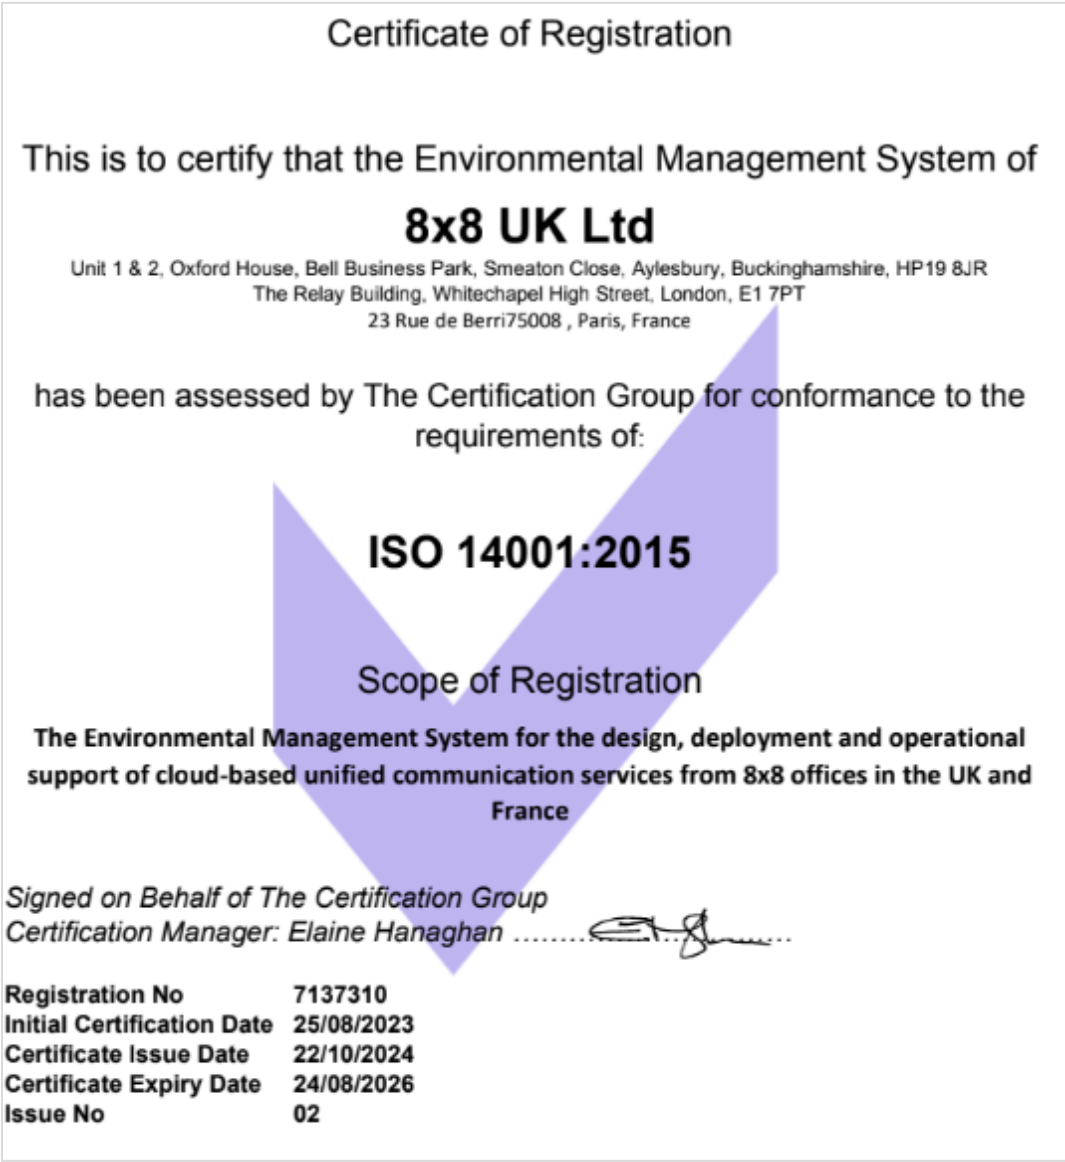 Certificate of Registration
This is to certify that the Environmental Management System of
8x8 UK Ltd
Unit 1 & 2, Oxford House, Bell Business Park, Smeaton Close, Aylesbury, Buckinghamshire, HP19 8JR
The Relay Building, Whitechapel High Street, London, E1 7PT
23 Rue de Berri75008 , Paris, France
has been assessed by The Certification Group for conformance to the
requirements of:
ISO 14001:2015
Scope of Registration
The Environmental Management System for the design, deployment and operational
support of cloud-based unified communication services from 8x8 offices in the UK and
France
Signed on Behalf of The Certification Group
Certification Manager: Elaine Hanaghan ..............................
Registration No 7137310
Initial Certification Date 25/08/2023
Certificate Issue Date 22/10/2024
Certificate Expiry Date 24/08/2026
Issue No 02